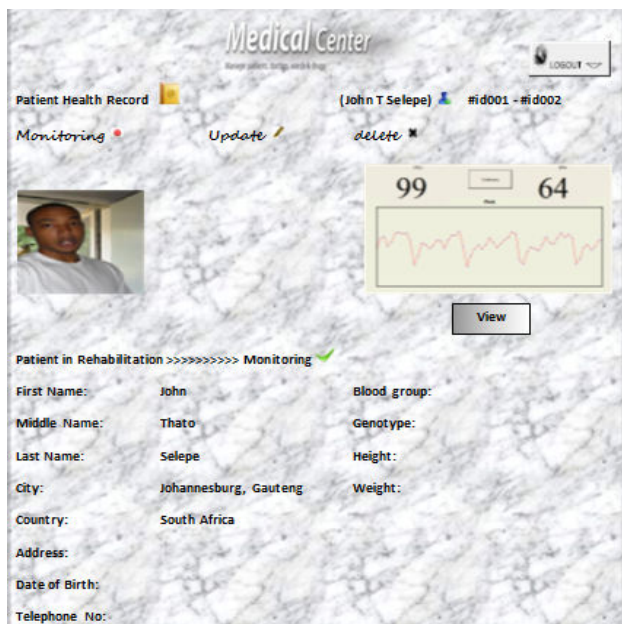 Medical Center
LOGOUT
Patient Health Record
(John T Selepe) #id001 - #id002
Monitoring Update delete
99 64
View
Patient in Rehabilitation >>>>>>>>>> Monitoring
First Name: John Blood group:
Middle Name: Thato Genotype:
Last Name: Selepe Height:
City: Johannesburg, Gauteng Weight:
Country: South Africa
Address:
Date of Birth:
Telephone No: